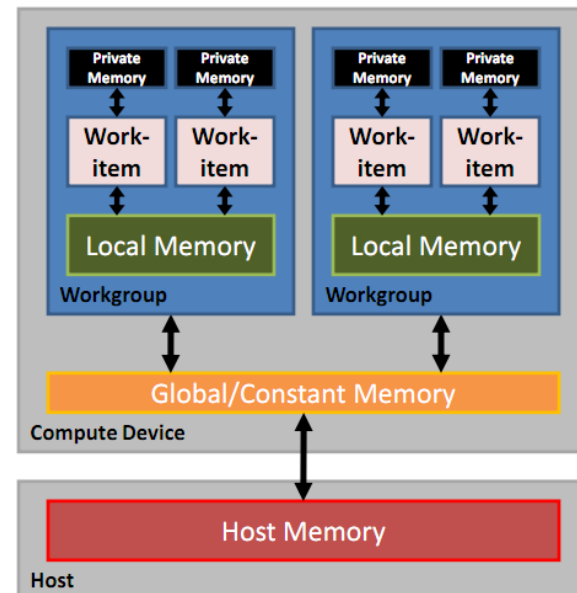 Private
Memory
Private
Memory
Private
Memory
Private
Memory
Work-
item
Work-
item
Work-
item
Work-
item
Local Memory
Local Memory
Workgroup
Workgroup
Global/Constant Memory
Compute Device
Host Memory
Host